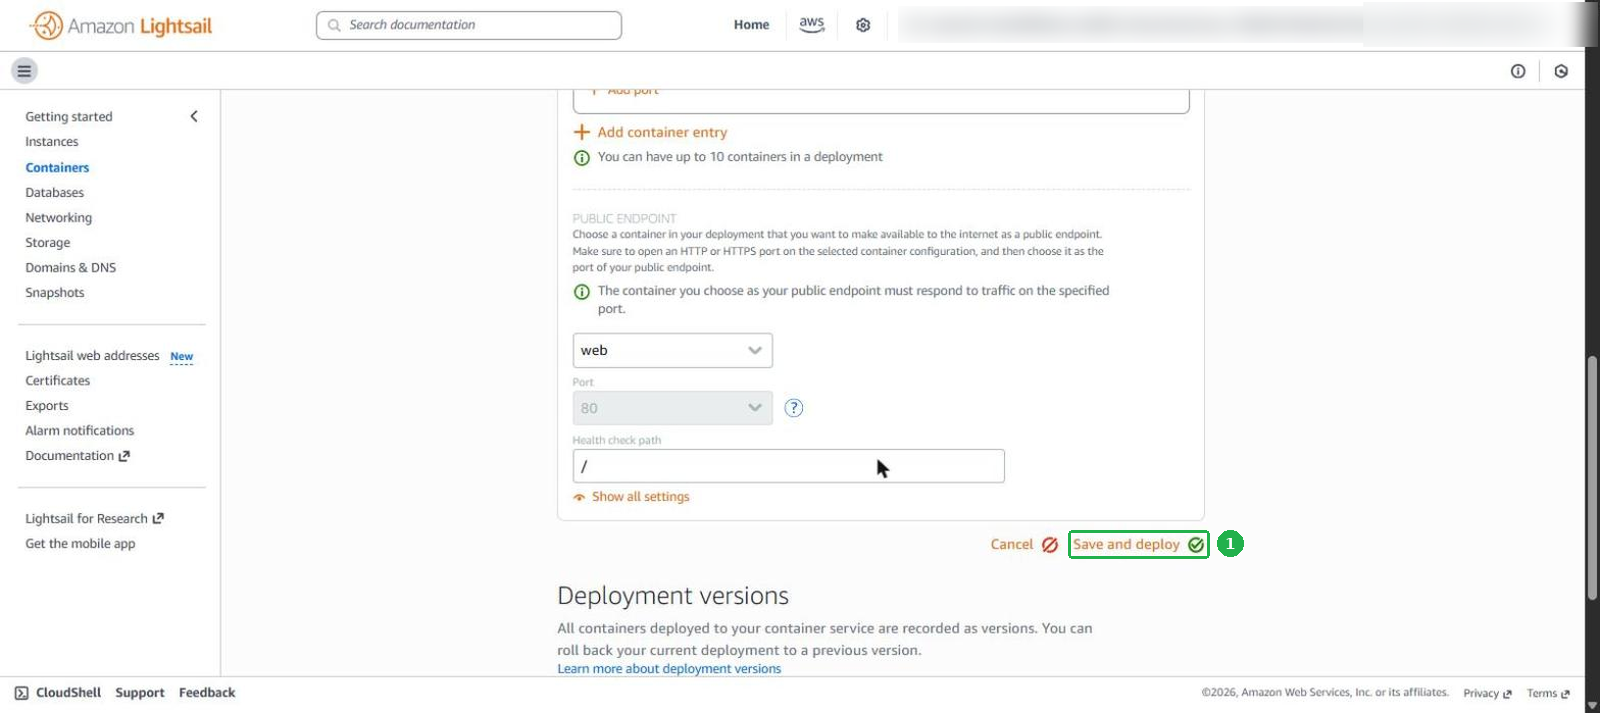 Amazon Lightsail
Search documentation
Home
aws
Getting started
Instances
Containers
Databases
Networking
Storage
Domains & DNS
Snapshots
Lightsail web addresses New
Certificates
Exports
Alarm notifications
Documentation
Lightsail for Research
Get the mobile app
+ Add port
+ Add container entry
You can have up to 10 containers in a deployment
PUBLIC ENDPOINT
Choose a container in your deployment that you want to make available to the internet as a public endpoint.
Make sure to open an HTTP or HTTPS port on the selected container configuration, and then choose it as the
port of your public endpoint.
The container you choose as your public endpoint must respond to traffic on the specified
port.
web
Port
80
?
Health check path
/
Show all settings
Cancel
Save and deploy
1
Deployment versions
All containers deployed to your container service are recorded as versions. You can
roll back your current deployment to a previous version.
Learn more about deployment versions
CloudShell Support Feedback
©2026, Amazon Web Services, Inc. or its affiliates. Privacy Terms